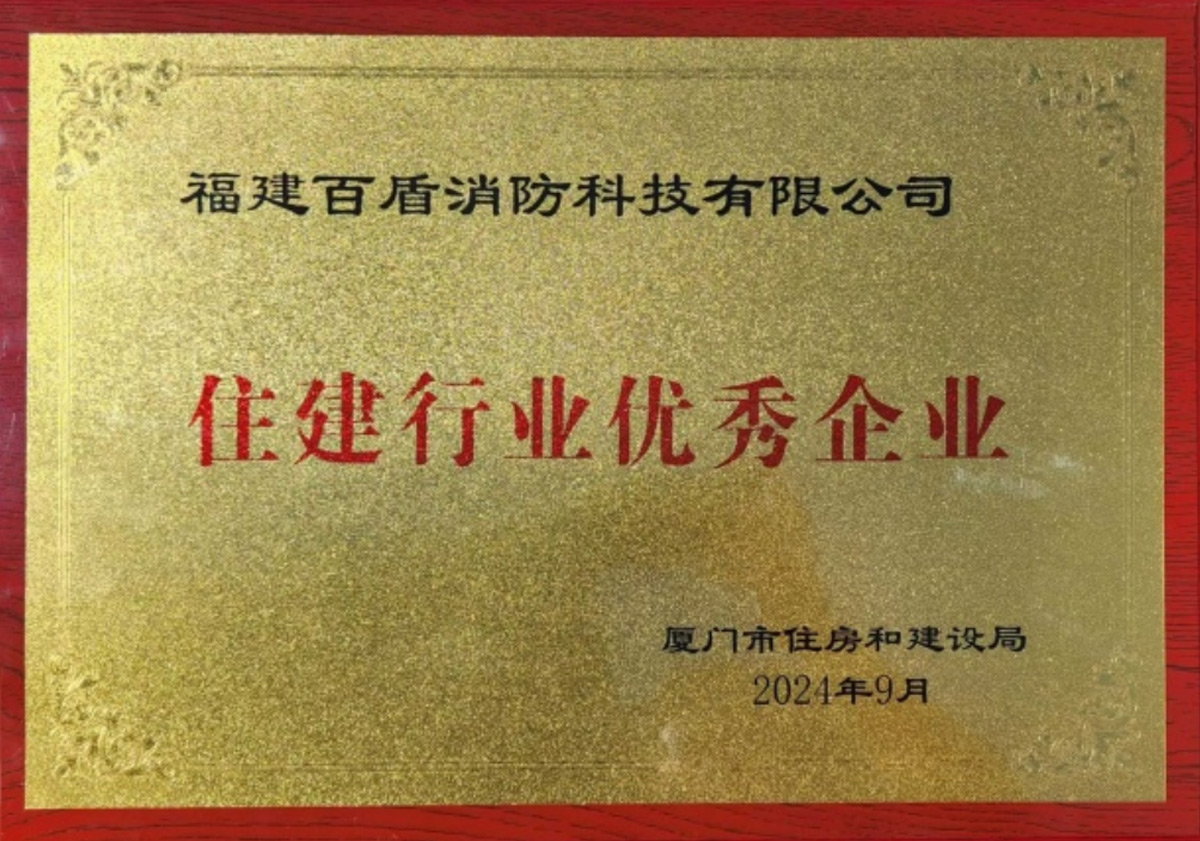 福建百盾消防科技有限公司
住建行业优秀企业
厦门市住房和建设局
2024年9月